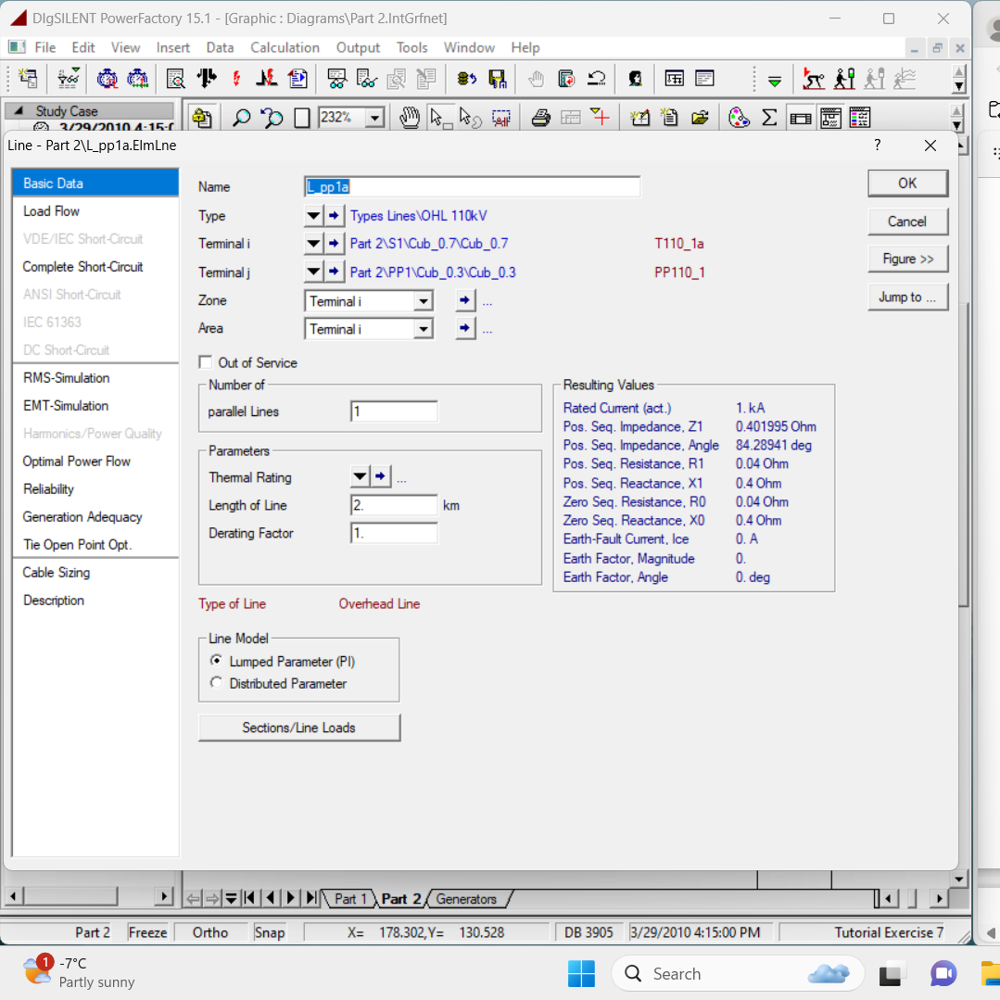 DIgSILENT PowerFactory 15.1 - [Graphic : Diagrams\Part 2.IntGrfnet]
File Edit View Insert Data Calculation Output Tools Window Help
Study Case
232%
3/29/2010 4:15:0
Line - Part 2\L_pp1a.ElmLne
?
Basic Data
Load Flow
VDE/IEC Short-Circuit
Complete Short-Circuit
ANSI Short-Circuit
IEC 61363
DC Short-Circuit
RMS-Simulation
EMT-Simulation
Harmonics/Power Quality
Optimal Power Flow
Reliability
Generation Adequacy
Tie Open Point Opt.
Cable Sizing
Description
Name L_pp1a
Type Types Lines\OHL 110kV
Terminal i Part 2\S1\Cub_0.7\Cub_0.7 T110_1a
Terminal j Part 2\PP1\Cub_0.3\Cub_0.3 PP110_1
Zone Terminal i ...
Area Terminal i ...
OK
Cancel
Figure >>
Jump to ...
Out of Service
Number of
parallel Lines 1
Parameters
Thermal Rating ...
Length of Line 2. km
Derating Factor 1.
Resulting Values
Rated Current (act.) 1. kA
Pos. Seq. Impedance, Z1 0.401995 Ohm
Pos. Seq. Impedance, Angle 84.28941 deg
Pos. Seq. Resistance, R1 0.04 Ohm
Pos. Seq. Reactance, X1 0.4 Ohm
Zero Seq. Resistance, R0 0.04 Ohm
Zero Seq. Reactance, X0 0.4 Ohm
Earth-Fault Current, Ice 0. A
Earth Factor, Magnitude 0.
Earth Factor, Angle 0. deg
Type of Line Overhead Line
Line Model
Lumped Parameter (PI)
Distributed Parameter
Sections/Line Loads
Part 1 Part 2 Generators
Part 2 Freeze Ortho Snap X= 178.302,Y= 130.528 DB 3905 3/29/2010 4:15:00 PM Tutorial Exercise 7
1
-7°C
Partly sunny
Search